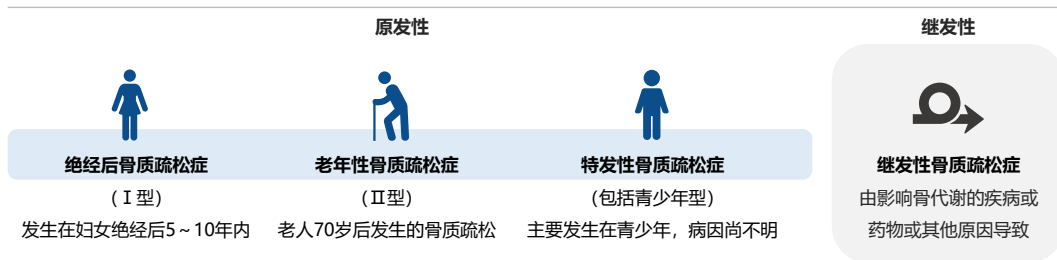 原发性
继发性
绝经后骨质疏松症
老年性骨质疏松症
特发性骨质疏松症
继发性骨质疏松症
（Ⅰ型）
（Ⅱ型）
（包括青少年型）
由影响骨代谢的疾病或
发生在妇女绝经后5～10年内
老人70岁后发生的骨质疏松
主要发生在青少年，病因尚不明
药物或其他原因导致